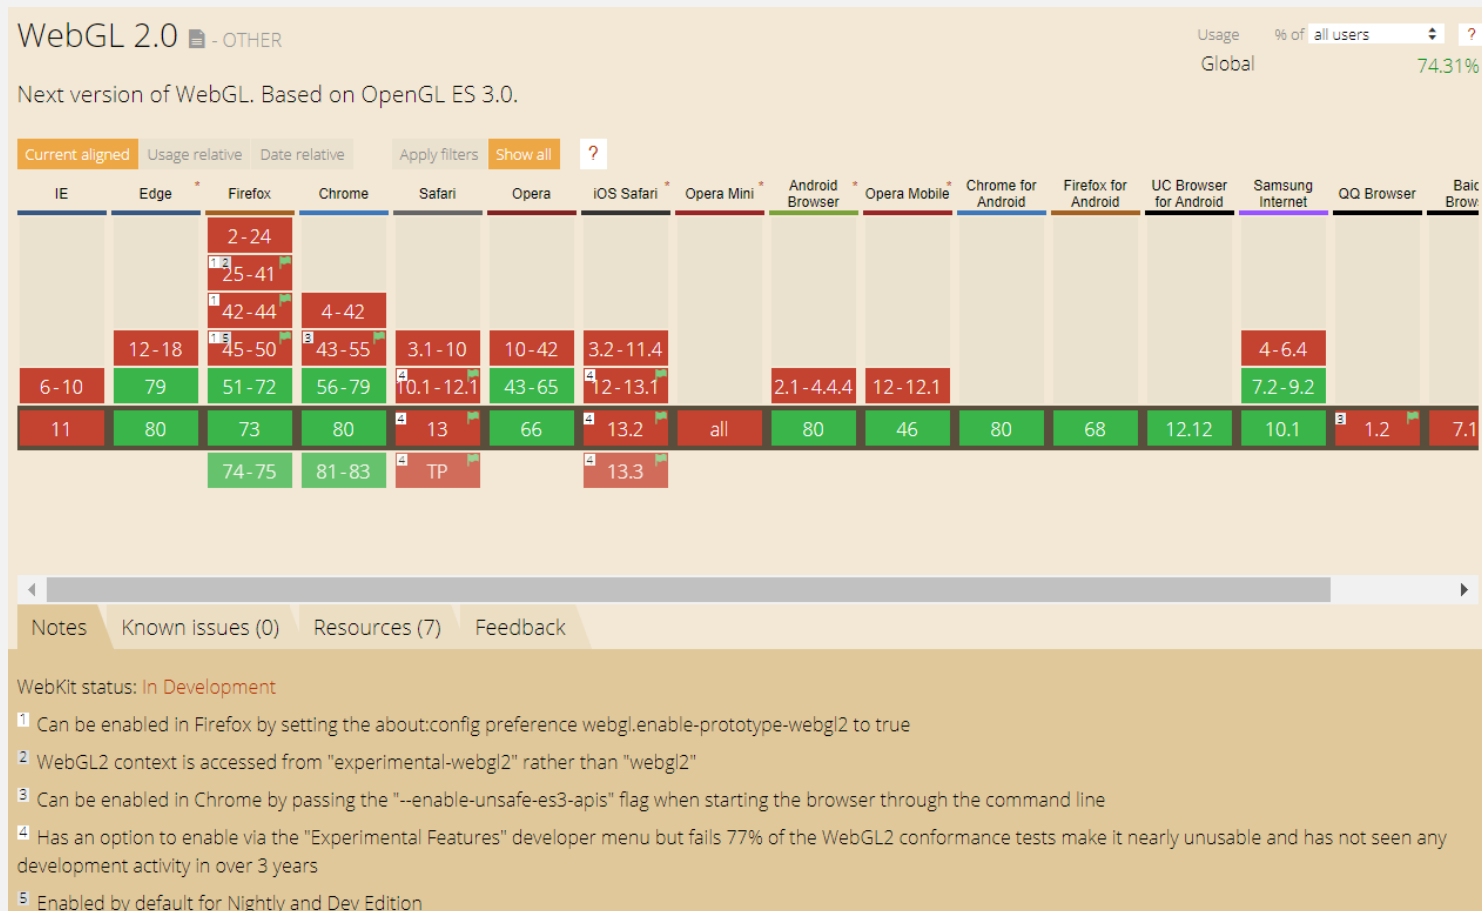 WebGL 2.0 - OTHER
Usage % of all users ?
Global 74.31%
Next version of WebGL. Based on OpenGL ES 3.0.
Current aligned Usage relative Date relative Apply filters Show all ?
IE Edge * Firefox Chrome Safari Opera iOS Safari * Opera Mini * Android Browser * Opera Mobile * Chrome for Android Firefox for Android UC Browser for Android Samsung Internet QQ Browser Baid Brows
2-24
1 2 25-41
1 42-44 4-42
12-18 1 5 45-50 3 43-55 3.1-10 10-42 3.2-11.4 4-6.4
6-10 79 51-72 56-79 4 10.1-12.1 43-65 4 12-13.1 2.1-4.4.4 12-12.1 7.2-9.2
11 80 73 80 4 13 66 4 13.2 all 80 46 80 68 12.12 10.1 3 1.2 7.1
74-75 81-83 4 TP 4 13.3
Notes Known issues (0) Resources (7) Feedback
WebKit status: In Development
1 Can be enabled in Firefox by setting the about:config preference webgl.enable-prototype-webgl2 to true
2 WebGL2 context is accessed from "experimental-webgl2" rather than "webgl2"
3 Can be enabled in Chrome by passing the "--enable-unsafe-es3-apis" flag when starting the browser through the command line
4 Has an option to enable via the "Experimental Features" developer menu but fails 77% of the WebGL2 conformance tests make it nearly unusable and has not seen any
development activity in over 3 years
5 Enabled by default for Nightly and Dev Edition